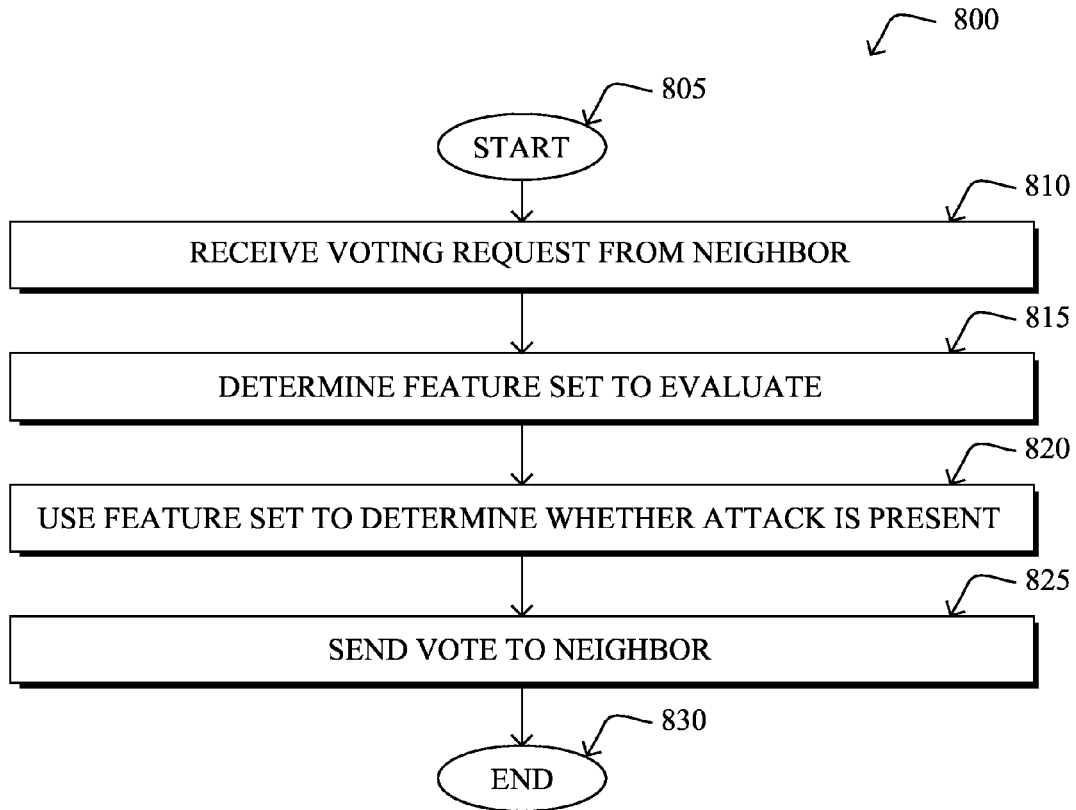 800
805
START
810
RECEIVE VOTING REQUEST FROM NEIGHBOR
815
DETERMINE FEATURE SET TO EVALUATE
820
USE FEATURE SET TO DETERMINE WHETHER ATTACK IS PRESENT
825
SEND VOTE TO NEIGHBOR
830
END